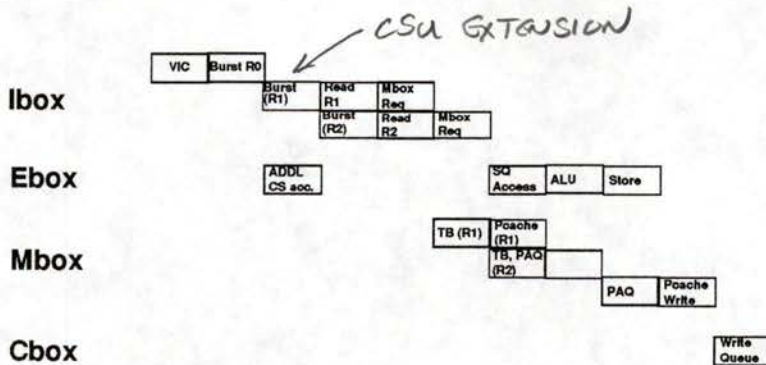 CSU EXTENSION
VIC
Burst R0
Ibox
Burst
(R1)
Read
R1
Mbox
Req
Burst
(R2)
Read
R2
Mbox
Req
Ebox
ADDL
CS acc.
SQ
Access
ALU
Store
Mbox
TB (R1)
Pcache
(R1)
TB, PAQ
(R2)
PAQ
Pcache
Write
Cbox
Write
Queue